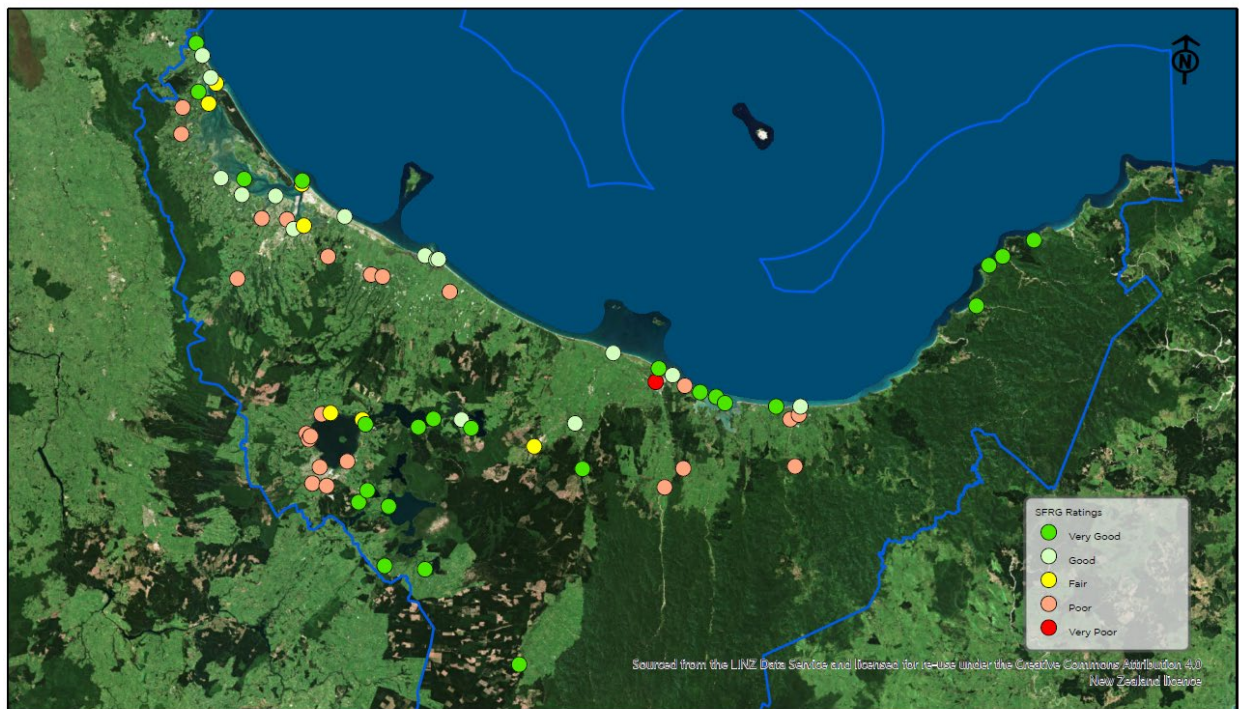 N
SFRG Ratings
Very Good
Good
Fair
Poor
Very Poor
Sourced from the LINZ Data Service and licensed for re-use under the Creative Commons Attribution 4.0
New Zealand licence